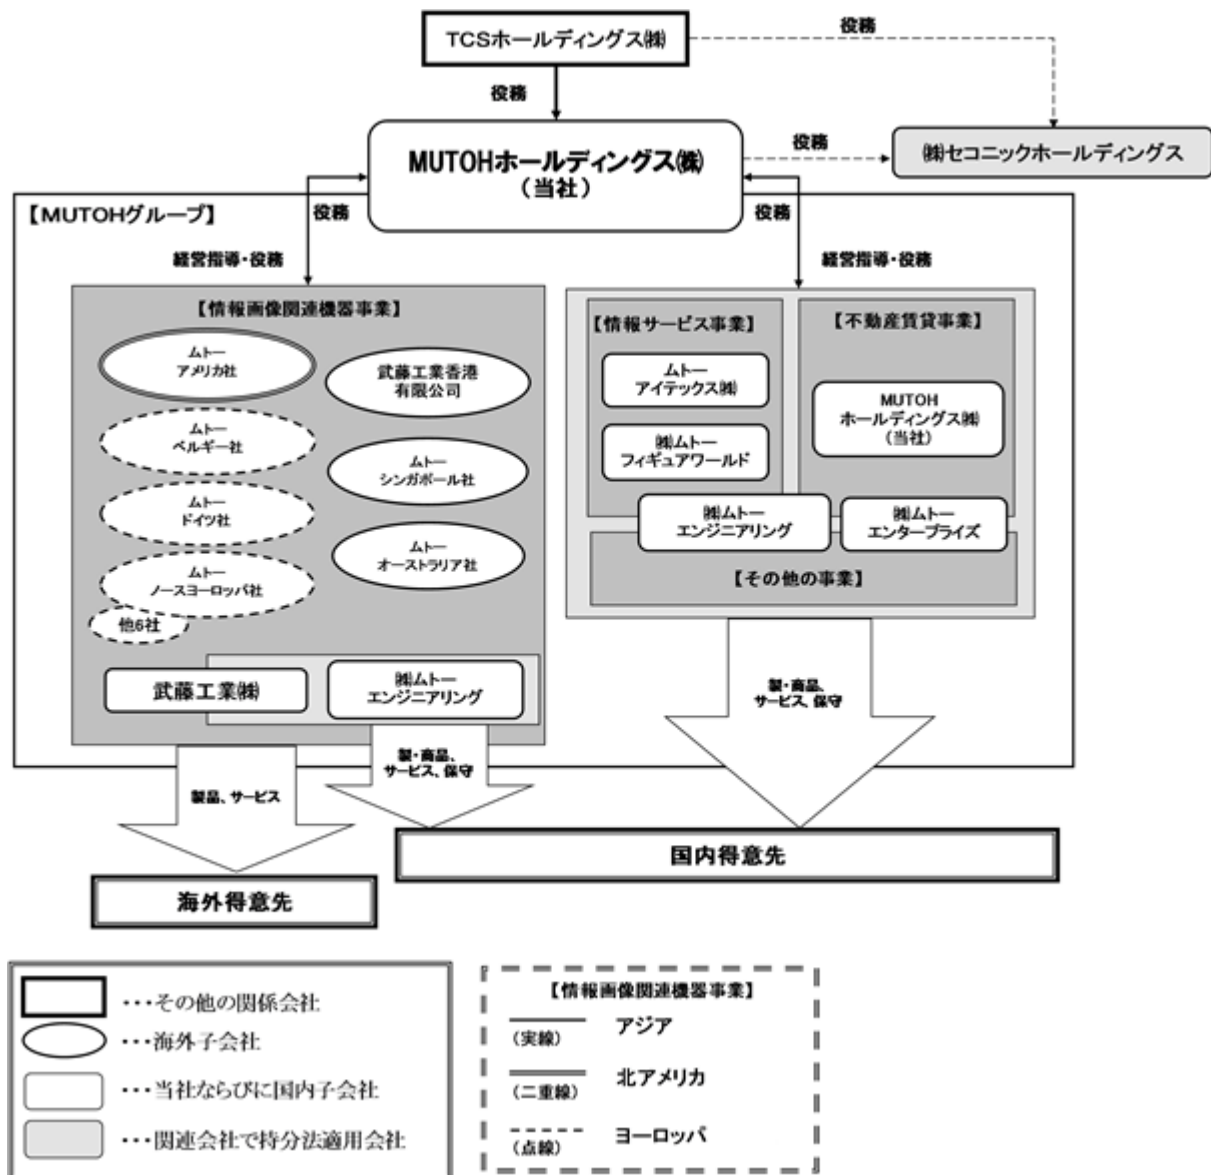 TCSホールディングス㈱
役務
役務
MUTOHホールディングス㈱
(当社)
役務
㈱セコニックホールディングス
【MUTOHグループ】
役務
役務
経営指導・役務
経営指導・役務
【情報画像関連機器事業】
ムトー
アメリカ社
武藤工業香港
有限公司
ムトー
ベルギー社
ムトー
シンガポール社
ムトー
ドイツ社
ムトー
オーストラリア社
ムトー
ノースヨーロッパ社
他6社
武藤工業㈱
㈱ムトー
エンジニアリング
【情報サービス事業】
ムトー
アイテックス㈱
㈱ムトー
フィギュアワールド
【不動産賃貸事業】
MUTOH
ホールディングス㈱
(当社)
㈱ムトー
エンジニアリング
㈱ムトー
エンタープライズ
【その他の事業】
製・商品、
サービス、保守
製・商品、
サービス、保守
製品、サービス
国内得意先
海外得意先
・・・その他の関係会社
・・・海外子会社
・・・当社ならびに国内子会社
・・・関連会社で持分法適用会社
【情報画像関連機器事業】
(実線) アジア
(二重線) 北アメリカ
(点線) ヨーロッパ